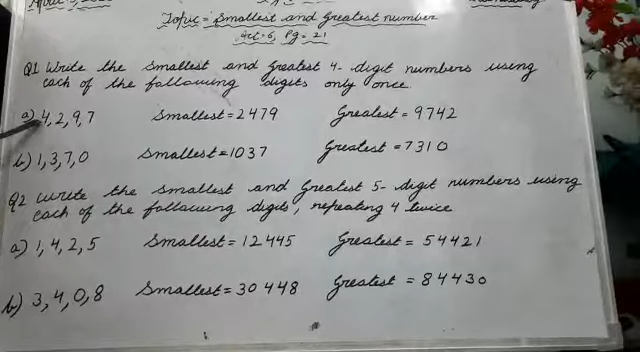 Topic = Smallest and Greatest number
Act = 6, Pg = 21
Q1 Write the smallest and greatest 4-digit numbers using
each of the following digits only once.
a) 4, 2, 9, 7 Smallest = 2479 Greatest = 9742
b) 1, 3, 7, 0 Smallest = 1037 Greatest = 7310
Q2 Write the smallest and greatest 5-digit numbers using
each of the following digits, repeating 4 twice
a) 1, 4, 2, 5 Smallest = 12445 Greatest = 54421
b) 3, 4, 0, 8 Smallest = 30448 Greatest = 84430